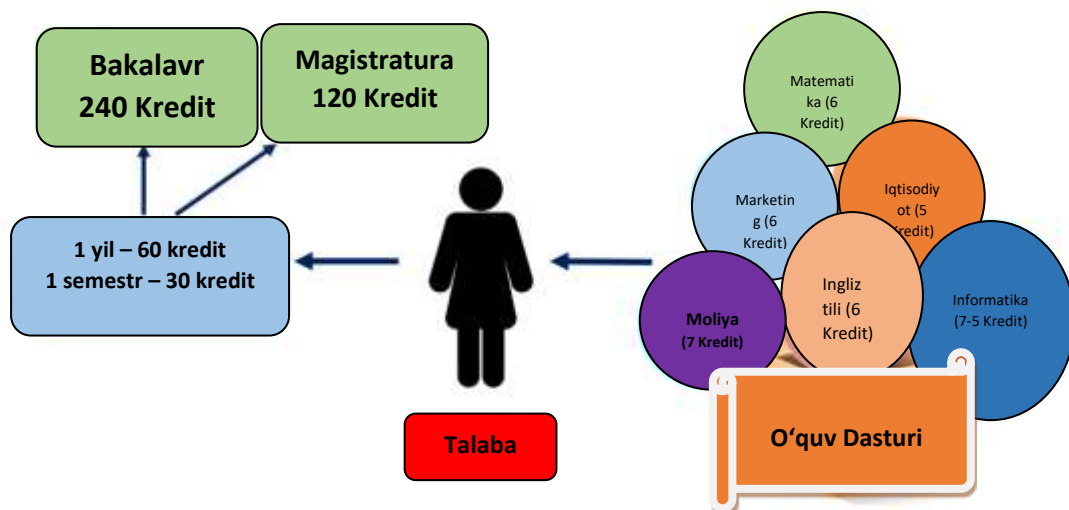 Bakalavr
240 Kredit
Magistratura
120 Kredit
1 yil – 60 kredit
1 semestr – 30 kredit
Talaba
Matemati
ka (6
Kredit)
Marketin
g (6
Kredit)
Iqtisodiy
ot (5
Kredit)
Ingliz
tili (6
Kredit)
Informatika
(7-5 Kredit)
Moliya
(7 Kredit)
O‘quv Dasturi